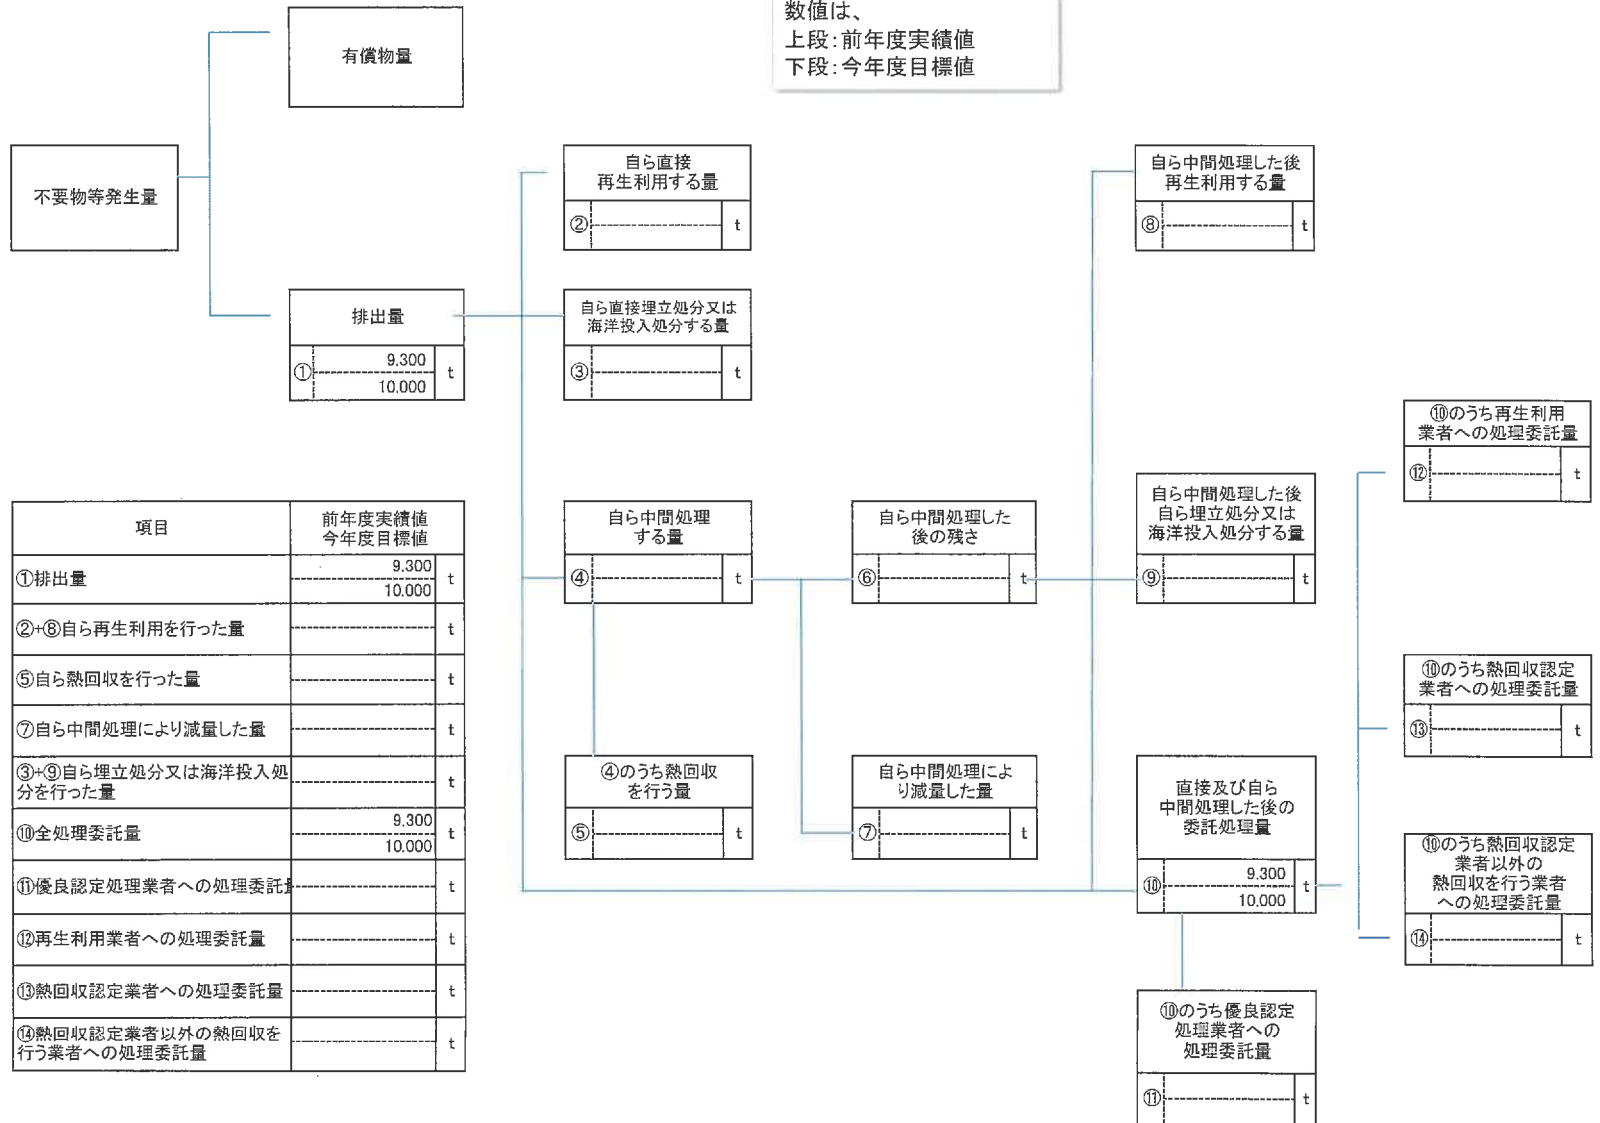 数値は、
上段：前年度実績値
下段：今年度目標値
有償物量
不要物等発生量
排出量
① 9.300 t
10.000
自ら直接
再生利用する量
② t
自ら直接埋立処分又は
海洋投入処分する量
③ t
自ら中間処理した後
再生利用する量
⑧ t
自ら中間処理
する量
④ t
自ら中間処理した
後の残さ
⑥ t
自ら中間処理した後
自ら埋立処分又は
海洋投入処分する量
⑨ t
④のうち熱回収
を行う量
⑤ t
自ら中間処理によ
り減量した量
⑦ t
直接及び自ら
中間処理した後の
委託処理量
⑩ 9.300 t
10.000
⑩のうち優良認定
処理業者への
処理委託量
⑪ t
⑩のうち再生利用
業者への処理委託量
⑫ t
⑩のうち熱回収認定
業者への処理委託量
⑬ t
⑩のうち熱回収認定
業者以外の
熱回収を行う業者
への処理委託量
⑭ t
項目
前年度実績値
今年度目標値
①排出量 9.300 t
10.000
②+⑧自ら再生利用を行った量 t
⑤自ら熱回収を行った量 t
⑦自ら中間処理により減量した量 t
③+⑨自ら埋立処分又は海洋投入処
分を行った量 t
⑩全処理委託量 9.300 t
10.000
⑪優良認定処理業者への処理委託 t
⑫再生利用業者への処理委託量 t
⑬熱回収認定業者への処理委託量 t
⑭熱回収認定業者以外の熱回収を
行う業者への処理委託量 t